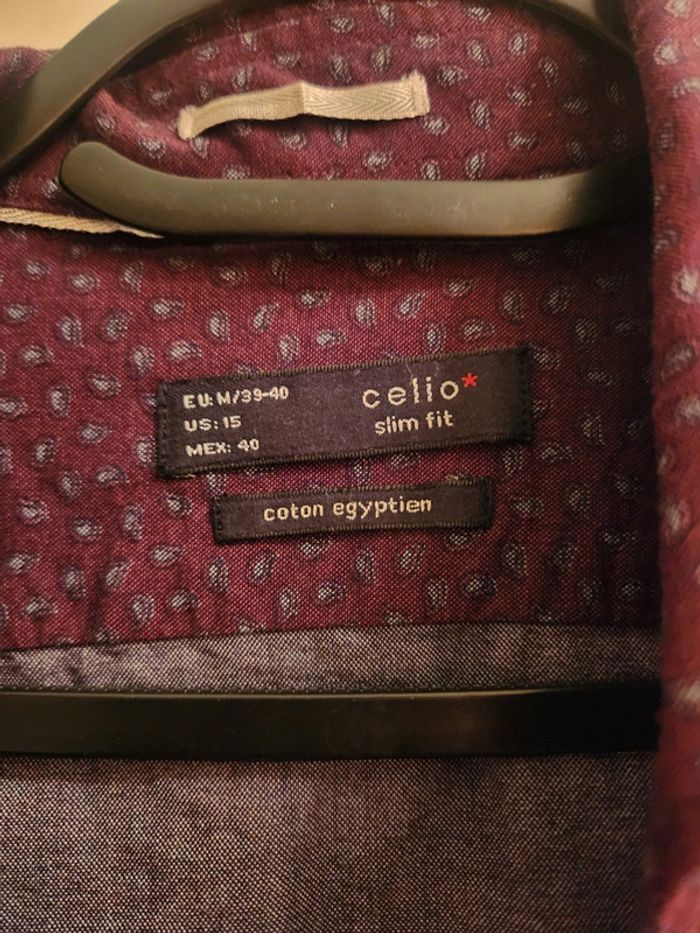 EU: M/39-40
US: 15
MEX: 40
celio*
slim fit
coton egyptien